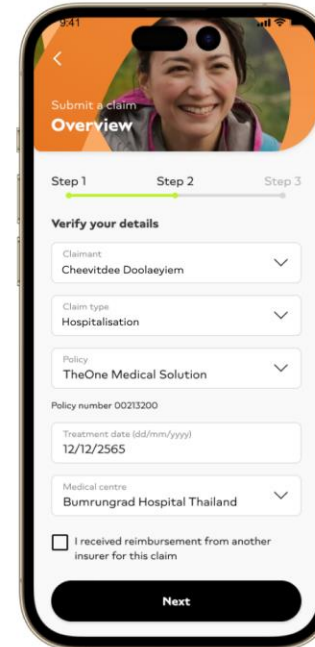 9:41
Submit a claim
Overview
Step 1 Step 2 Step 3
Verify your details
Claimant
Cheevitdee Doolaeyiem
Claim type
Hospitalisation
Policy
TheOne Medical Solution
Policy number 00213200
Treatment date (dd/mm/yyyy)
12/12/2565
Medical centre
Bumrungrad Hospital Thailand
I received reimbursement from another
insurer for this claim
Next